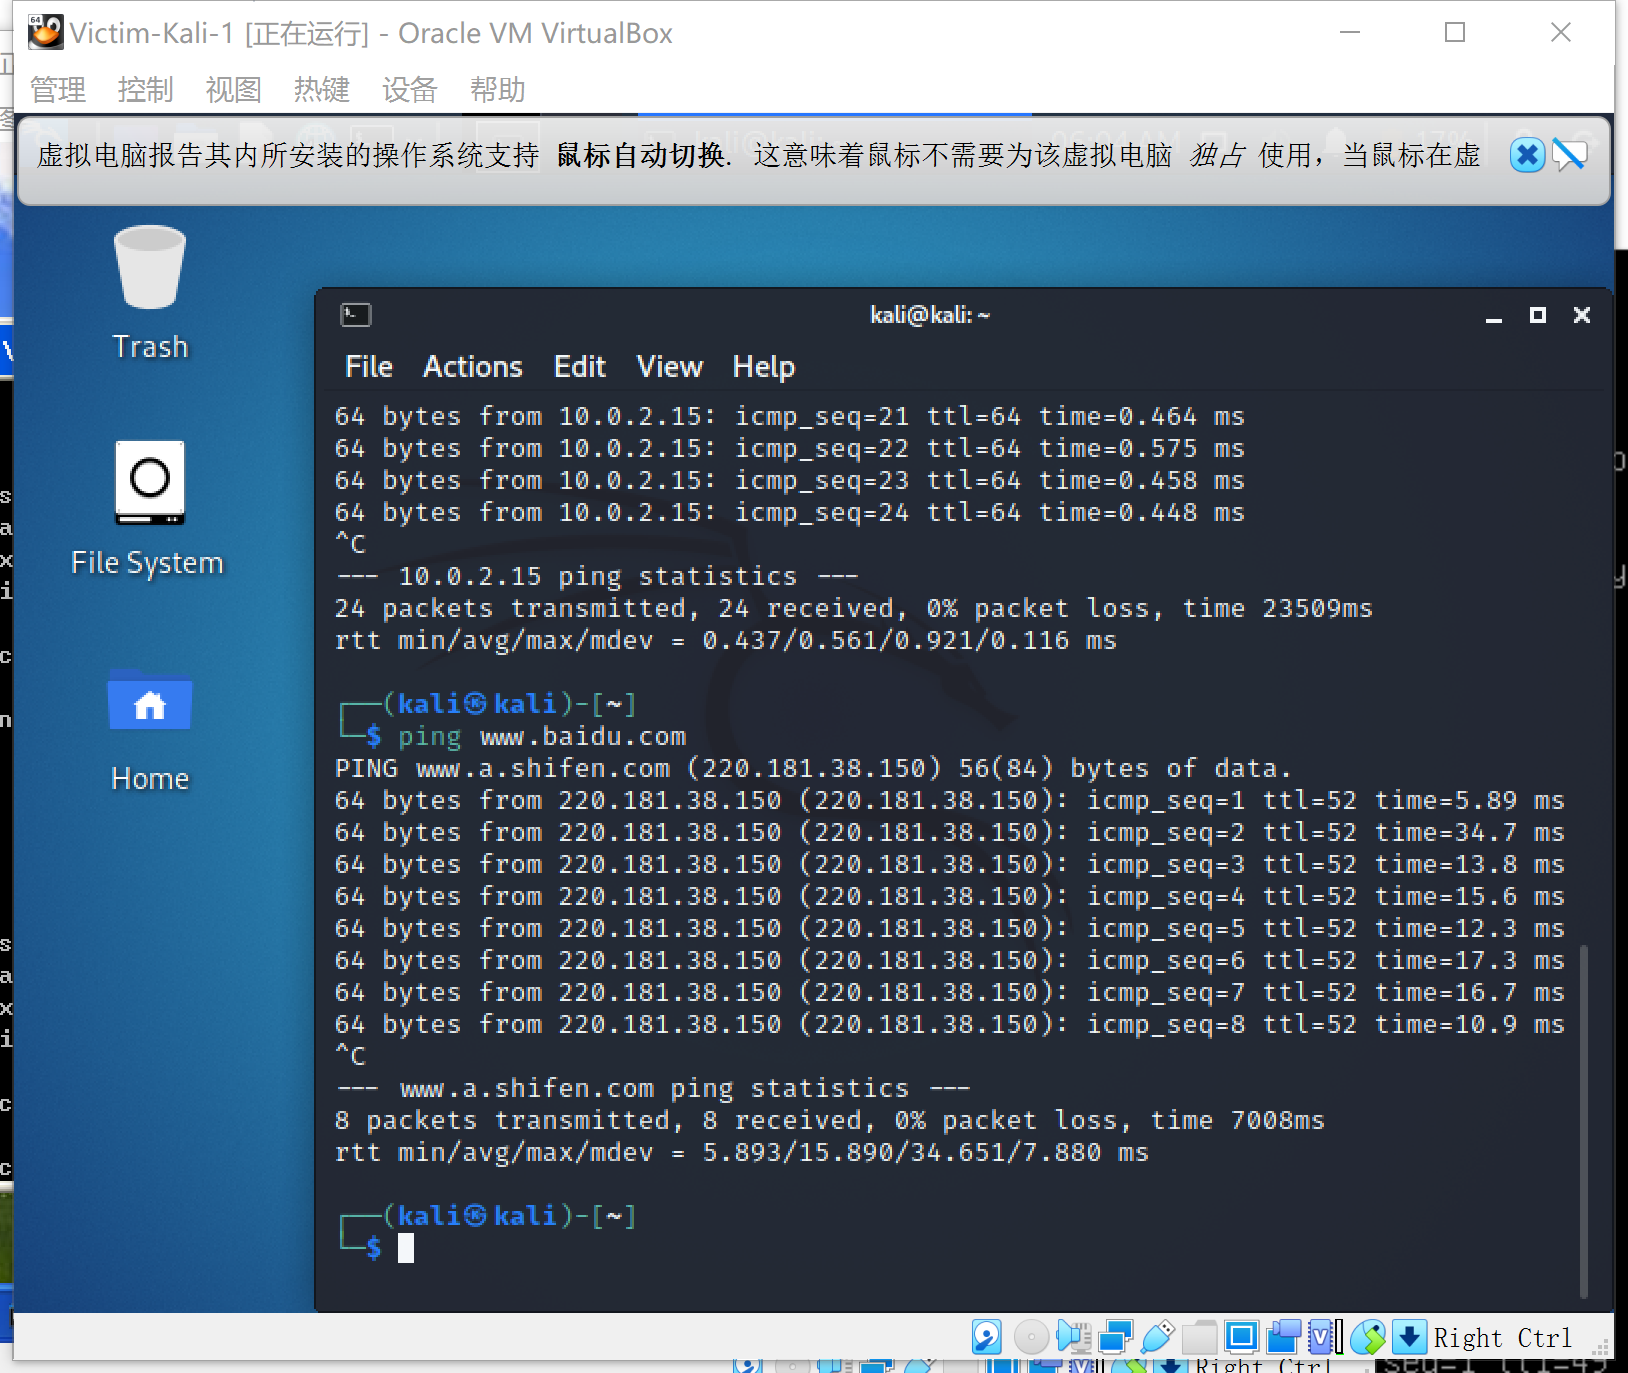 Victim-Kali-1 [正在运行] - Oracle VM VirtualBox
管理 控制 视图 热键 设备 帮助
虚拟电脑报告其内所安装的操作系统支持 鼠标自动切换. 这意味着鼠标不需要为该虚拟电脑 独占 使用，当鼠标在虚
Trash
File System
Home
kali@kali: ~
File Actions Edit View Help
64 bytes from 10.0.2.15: icmp_seq=21 ttl=64 time=0.464 ms
64 bytes from 10.0.2.15: icmp_seq=22 ttl=64 time=0.575 ms
64 bytes from 10.0.2.15: icmp_seq=23 ttl=64 time=0.458 ms
64 bytes from 10.0.2.15: icmp_seq=24 ttl=64 time=0.448 ms
^C
--- 10.0.2.15 ping statistics ---
24 packets transmitted, 24 received, 0% packet loss, time 23509ms
rtt min/avg/max/mdev = 0.437/0.561/0.921/0.116 ms
┌──(kali㉿kali)-[~]
└─$ ping www.baidu.com
PING www.a.shifen.com (220.181.38.150) 56(84) bytes of data.
64 bytes from 220.181.38.150 (220.181.38.150): icmp_seq=1 ttl=52 time=5.89 ms
64 bytes from 220.181.38.150 (220.181.38.150): icmp_seq=2 ttl=52 time=34.7 ms
64 bytes from 220.181.38.150 (220.181.38.150): icmp_seq=3 ttl=52 time=13.8 ms
64 bytes from 220.181.38.150 (220.181.38.150): icmp_seq=4 ttl=52 time=15.6 ms
64 bytes from 220.181.38.150 (220.181.38.150): icmp_seq=5 ttl=52 time=12.3 ms
64 bytes from 220.181.38.150 (220.181.38.150): icmp_seq=6 ttl=52 time=17.3 ms
64 bytes from 220.181.38.150 (220.181.38.150): icmp_seq=7 ttl=52 time=16.7 ms
64 bytes from 220.181.38.150 (220.181.38.150): icmp_seq=8 ttl=52 time=10.9 ms
^C
--- www.a.shifen.com ping statistics ---
8 packets transmitted, 8 received, 0% packet loss, time 7008ms
rtt min/avg/max/mdev = 5.893/15.890/34.651/7.880 ms
┌──(kali㉿kali)-[~]
└─$
Right Ctrl